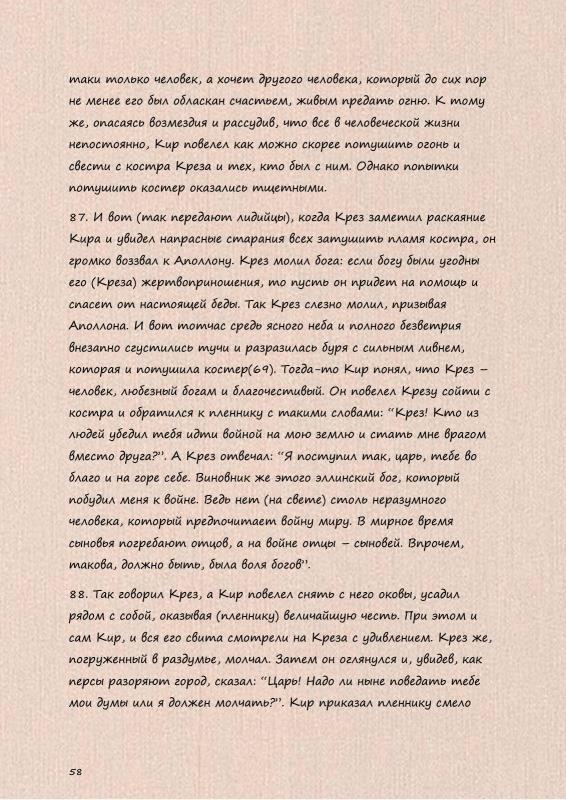 таки только человек, а хочет другого человека, который до сих пор
не менее его был обласкан счастьем, живым предать огню. К тому
же, опасаясь возмездия и рассудив, что все в человеческой жизни
непостоянно, Кир повелел как можно скорее потушить огонь и
свести с костра Креза и тех, кто был с ним. Однако попытки
потушить костер оказались тщетными.
87. И вот (так передают лидийцы), когда Крез заметил раскаяние
Кира и увидел напрасные старания всех затушить пламя костра, он
громко воззвал к Аполлону. Крез молил бога: если богу были угодны
его (Креза) жертвоприношения, то пусть он придет на помощь и
спасет от настоящей беды. Так Крез слезно молил, призывая
Аполлона. И вот тотчас средь ясного неба и полного безветрия
внезапно сгустились тучи и разразилась буря с сильным ливнем,
которая и потушила костер(69). Тогда-то Кир понял, что Крез –
человек, любезный богам и благочестивый. Он повелел Крезу сойти с
костра и обратился к пленнику с такими словами: “Крез! Кто из
людей убедил тебя идти войной на мою землю и стать мне врагом
вместо друга?”. А Крез отвечал: “Я поступил так, царь, тебе во
благо и на горе себе. Виновник же этого эллинский бог, который
побудил меня к войне. Ведь нет (на свете) столь неразумного
человека, который предпочитает войну миру. В мирное время
сыновья погребают отцов, а на войне отцы – сыновей. Впрочем,
такова, должно быть, была воля богов”.
88. Так говорил Крез, а Кир повелел снять с него оковы, усадил
рядом с собой, оказывая (пленнику) величайшую честь. При этом и
сам Кир, и вся его свита смотрели на Креза с удивлением. Крез же,
погруженный в раздумье, молчал. Затем он оглянулся и, увидев, как
персы разоряют город, сказал: “Царь! Надо ли ныне поведать тебе
мои думы или я должен молчать?”. Кир приказал пленнику смело
58